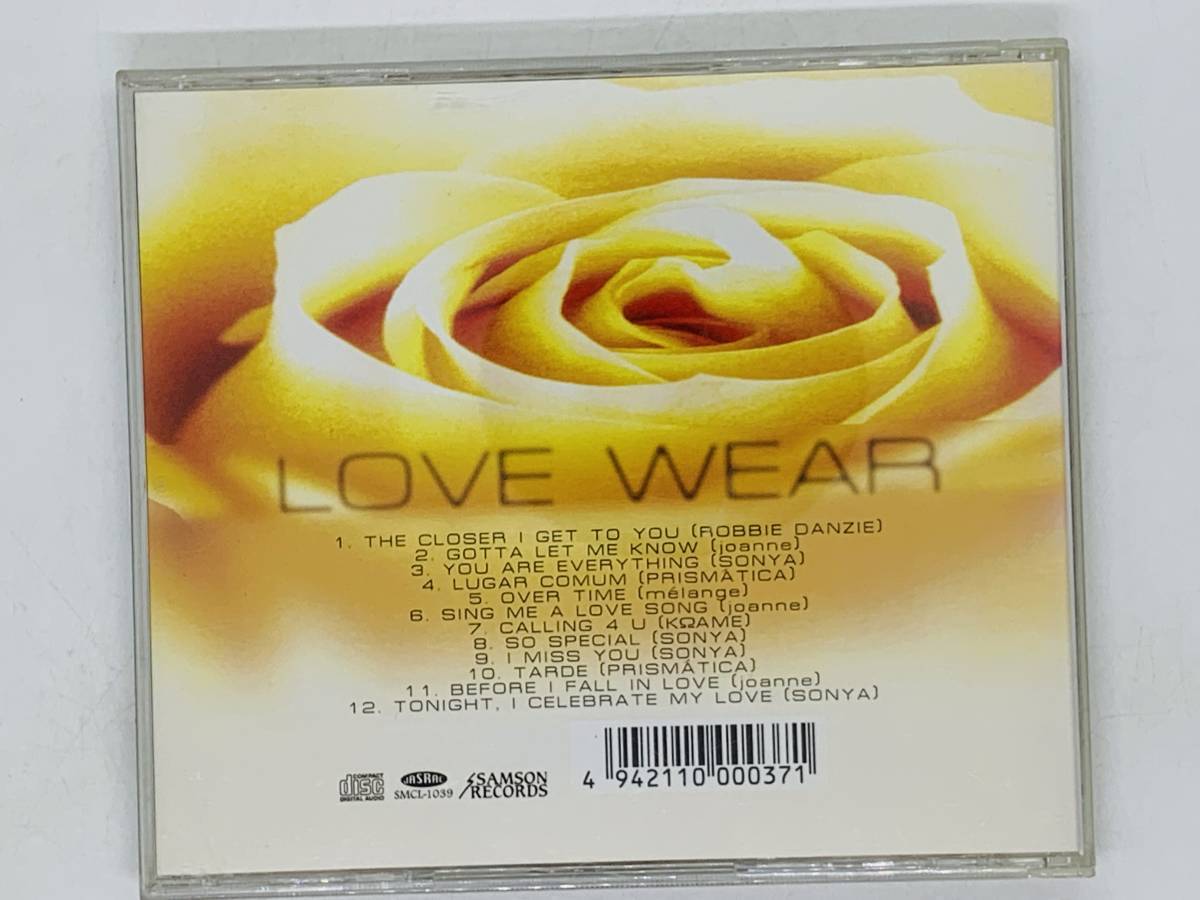 LOVE WEAR
1. THE CLOSER I GET TO YOU (ROBBIE DANZIE)
2. GOTTA LET ME KNOW (joanne)
3. YOU ARE EVERYTHING (SONYA)
4. LUGAR COMUM (PRISMÁTICA)
5. OVER TIME (mélange)
6. SING ME A LOVE SONG (joanne)
7. CALLING 4 U (KΩAME)
8. SO SPECIAL (SONYA)
9. I MISS YOU (SONYA)
10. TARDE (PRISMÁTICA)
11. BEFORE I FALL IN LOVE (joanne)
12. TONIGHT, I CELEBRATE MY LOVE (SONYA)
COMPACT
disc
DIGITAL AUDIO
JASRAC
SMCL-1039
SAMSON
RECORDS
4 942110 000371